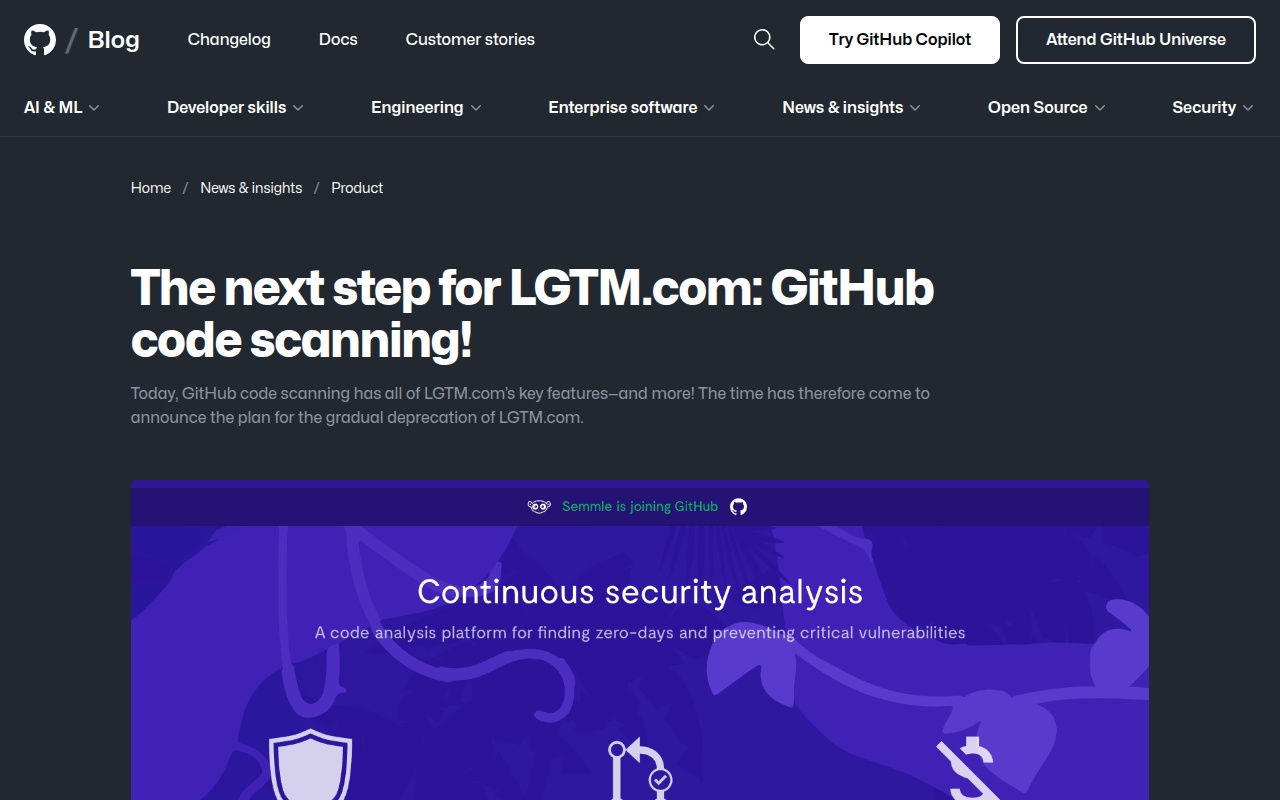 / Blog Changelog Docs Customer stories Try GitHub Copilot Attend GitHub Universe
AI & ML Developer skills Engineering Enterprise software News & insights Open Source Security
Home / News & insights / Product
The next step for LGTM.com: GitHub
code scanning!
Today, GitHub code scanning has all of LGTM.com's key features—and more! The time has therefore come to
announce the plan for the gradual deprecation of LGTM.com.
Semmle is joining GitHub
Continuous security analysis
A code analysis platform for finding zero-days and preventing critical vulnerabilities